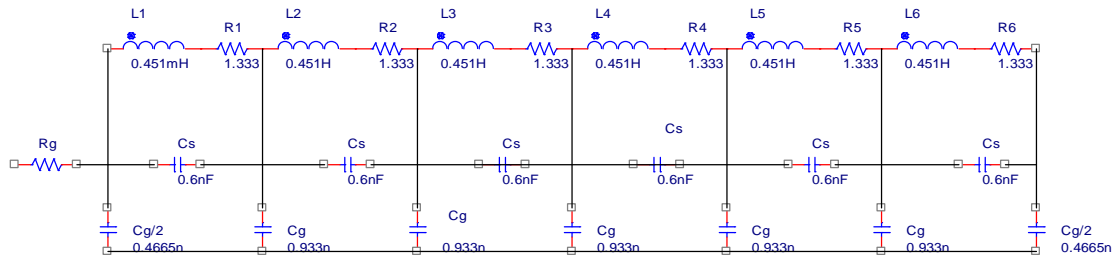 L1 L2 L3 L4 L5 L6
R1 R2 R3 R4 R5 R6
0.451mH 1.333 0.451H 1.333 0.451H 1.333 0.451H 1.333 0.451H 1.333 0.451H 1.333
Rg Cs Cs Cs Cs Cs Cs
0.6nF 0.6nF 0.6nF 0.6nF 0.6nF 0.6nF
Cg/2 Cg Cg Cg Cg Cg Cg/2
0.4665n 0.933n 0.933n 0.933n 0.933n 0.933n 0.4665n